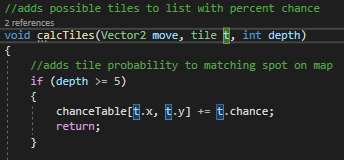 //adds possible tiles to list with percent chance
2 references
void calcTiles(Vector2 move, tile t, int depth)
{
//adds tile probability to matching spot on map
if (depth >= 5)
{
chanceTable[t.x, t.y] += t.chance;
return;
}